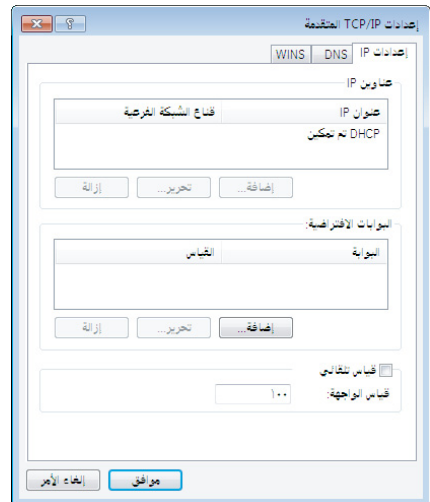 إعدادات TCP/IP المتقدمة
إعدادات IP DNS WINS
عناوين IP
عنوان IP قناع الشبكة الفرعية
DHCP تم تمكين
إضافة... تحرير... إزالة
البوابات الافتراضية:
البوابة القياس
إضافة... تحرير... إزالة
قياس تلقائي
قياس الواجهة: ١٠٠
موافق إلغاء الأمر